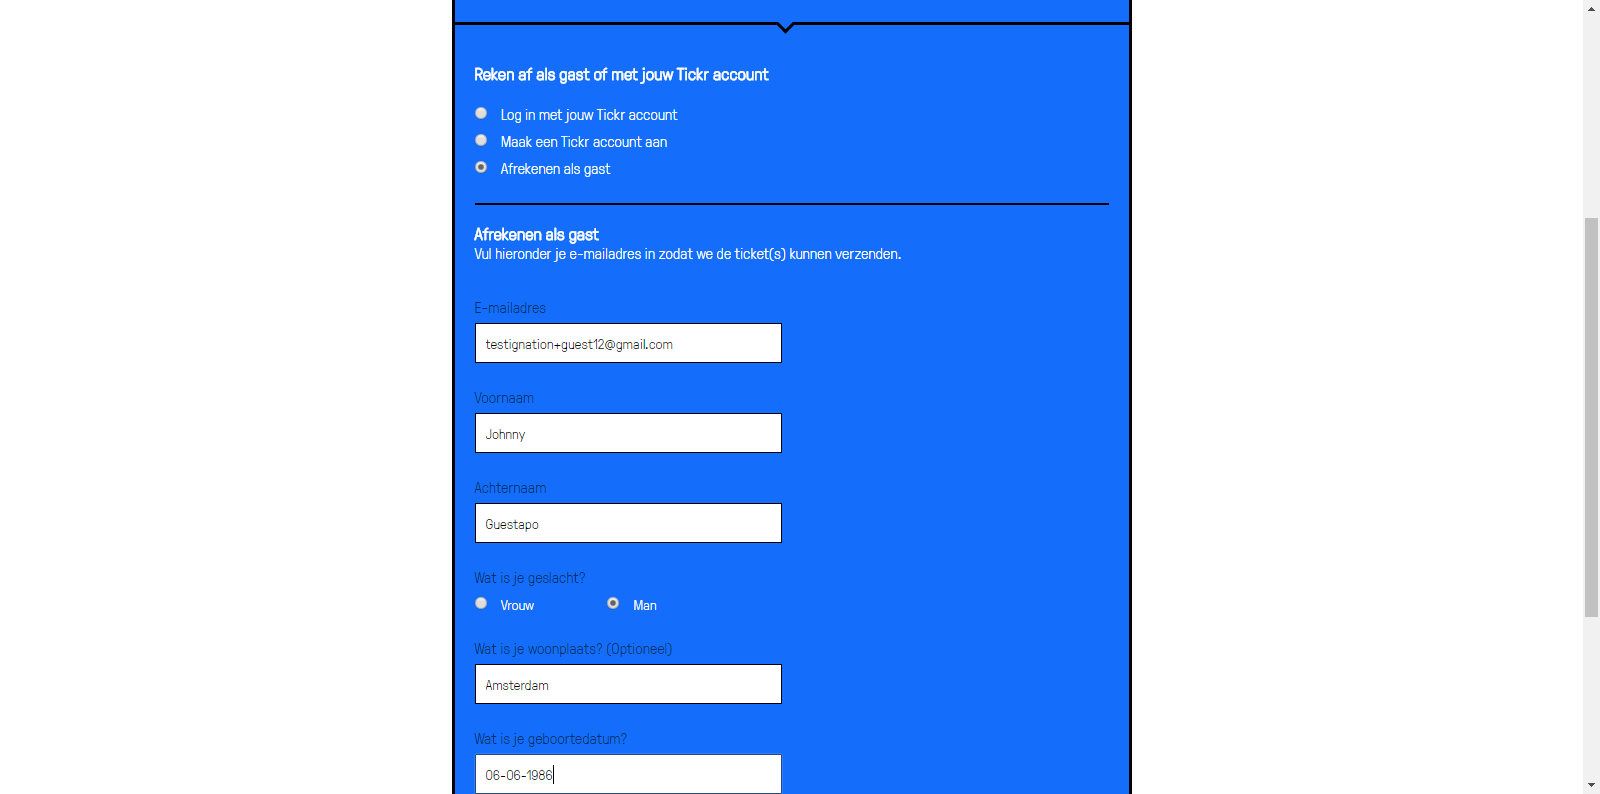 Reken af als gast of met jouw Tickr account
Log in met jouw Tickr account
Maak een Tickr account aan
Afrekenen als gast
Afrekenen als gast
Vul hieronder je e-mailadres in zodat we de ticket(s) kunnen verzenden.
E-mailadres
testignation+guest12@gmail.com
Voornaam
Johnny
Achternaam
Guestapo
Wat is je geslacht?
Vrouw Man
Wat is je woonplaats? (Optioneel)
Amsterdam
Wat is je geboortedatum?
06-06-1986